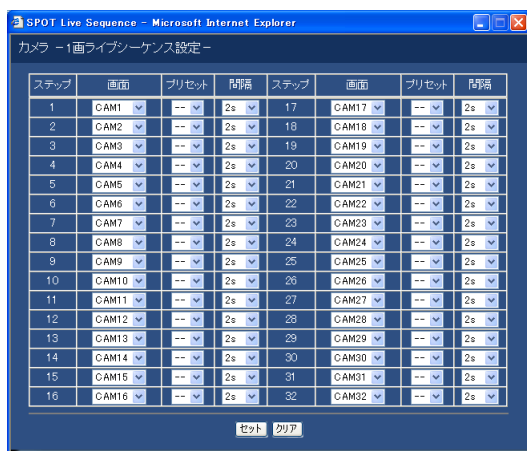 SPOT Live Sequence - Microsoft Internet Explorer
カメラ －1画ライブシーケンス設定－
ステップ 画面 プリセット 間隔 ステップ 画面 プリセット 間隔
1 CAM1 -- 2s 17 CAM17 -- 2s
2 CAM2 -- 2s 18 CAM18 -- 2s
3 CAM3 -- 2s 19 CAM19 -- 2s
4 CAM4 -- 2s 20 CAM20 -- 2s
5 CAM5 -- 2s 21 CAM21 -- 2s
6 CAM6 -- 2s 22 CAM22 -- 2s
7 CAM7 -- 2s 23 CAM23 -- 2s
8 CAM8 -- 2s 24 CAM24 -- 2s
9 CAM9 -- 2s 25 CAM25 -- 2s
10 CAM10 -- 2s 26 CAM26 -- 2s
11 CAM11 -- 2s 27 CAM27 -- 2s
12 CAM12 -- 2s 28 CAM28 -- 2s
13 CAM13 -- 2s 29 CAM29 -- 2s
14 CAM14 -- 2s 30 CAM30 -- 2s
15 CAM15 -- 2s 31 CAM31 -- 2s
16 CAM16 -- 2s 32 CAM32 -- 2s
セット クリア